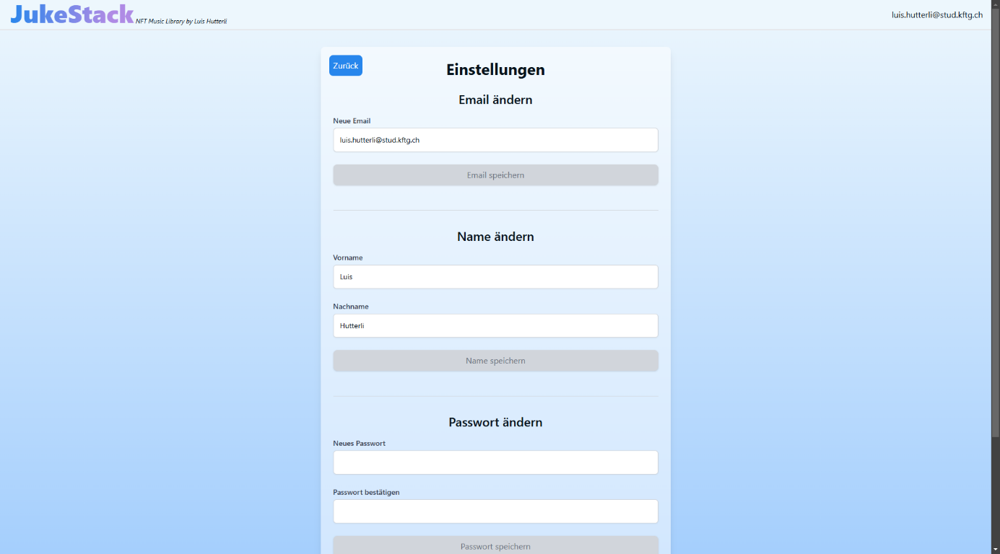 JukeStack NFT Music Library by Luis Hutterli
luis.hutterli@stud.kftg.ch
Zurück
Einstellungen
Email ändern
Neue Email
luis.hutterli@stud.kftg.ch
Email speichern
Name ändern
Vorname
Luis
Nachname
Hutterli
Name speichern
Passwort ändern
Neues Passwort
Passwort bestätigen
Passwort speichern